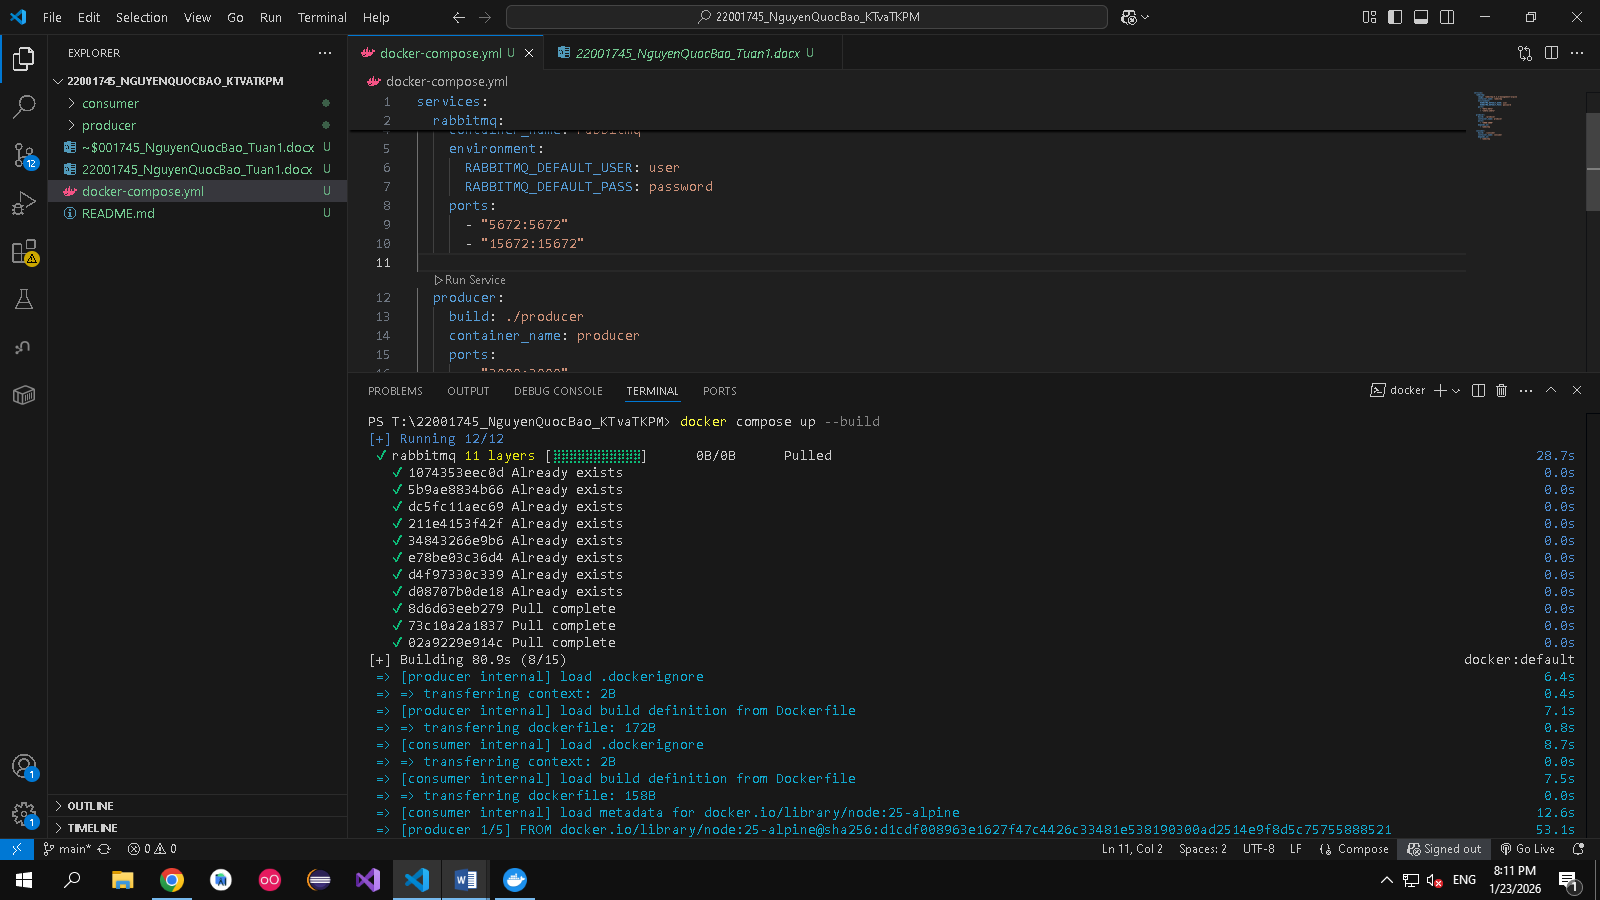 File Edit Selection View Go Run Terminal Help
22001745_NguyenQuocBao_KTvaTKPM
EXPLORER
22001745_NGUYENQUOCBAO_KTVATKPM
consumer
producer
~$001745_NguyenQuocBao_Tuan1.docx U
22001745_NguyenQuocBao_Tuan1.docx U
docker-compose.yml U
README.md U
OUTLINE
TIMELINE
12
1
1
docker-compose.yml U
22001745_NguyenQuocBao_Tuan1.docx U
docker-compose.yml
1 services:
2 rabbitmq:
4 container_name: rabbitmq
5 environment:
6 RABBITMQ_DEFAULT_USER: user
7 RABBITMQ_DEFAULT_PASS: password
8 ports:
9 - "5672:5672"
10 - "15672:15672"
11
Run Service
12 producer:
13 build: ./producer
14 container_name: producer
15 ports:
16 - "3000:3000"
PROBLEMS OUTPUT DEBUG CONSOLE TERMINAL PORTS
docker
PS T:\22001745_NguyenQuocBao_KTvaTKPM> docker compose up --build
[+] Running 12/12
✓ rabbitmq 11 layers [⣿⣿⣿⣿⣿⣿⣿⣿⣿⣿⣿] 0B/0B Pulled 28.7s
✓ 1074353eec0d Already exists 0.0s
✓ 5b9ae8834b66 Already exists 0.0s
✓ dc5fc11aec69 Already exists 0.0s
✓ 211e4153f42f Already exists 0.0s
✓ 34843266e9b6 Already exists 0.0s
✓ e78be03c36d4 Already exists 0.0s
✓ d4f97330c339 Already exists 0.0s
✓ d08707b0de18 Already exists 0.0s
✓ 8d6d63eeb279 Pull complete 0.0s
✓ 73c10a2a1837 Pull complete 0.0s
✓ 02a9229e914c Pull complete 0.0s
[+] Building 80.9s (8/15) docker:default
=> [producer internal] load .dockerignore 6.4s
=> => transferring context: 2B 0.4s
=> [producer internal] load build definition from Dockerfile 7.1s
=> => transferring dockerfile: 172B 0.8s
=> [consumer internal] load .dockerignore 8.7s
=> => transferring context: 2B 0.0s
=> [consumer internal] load build definition from Dockerfile 7.5s
=> => transferring dockerfile: 158B 0.0s
=> [consumer internal] load metadata for docker.io/library/node:25-alpine 12.6s
=> [producer 1/5] FROM docker.io/library/node:25-alpine@sha256:d1cdf008963e1627f47c4426c33481e538190300ad2514e9f8d5c75755888521 53.1s
main* 0 0 Ln 11, Col 2 Spaces: 2 UTF-8 LF Compose Signed out Go Live
ENG
8:11 PM
1/23/2026
1